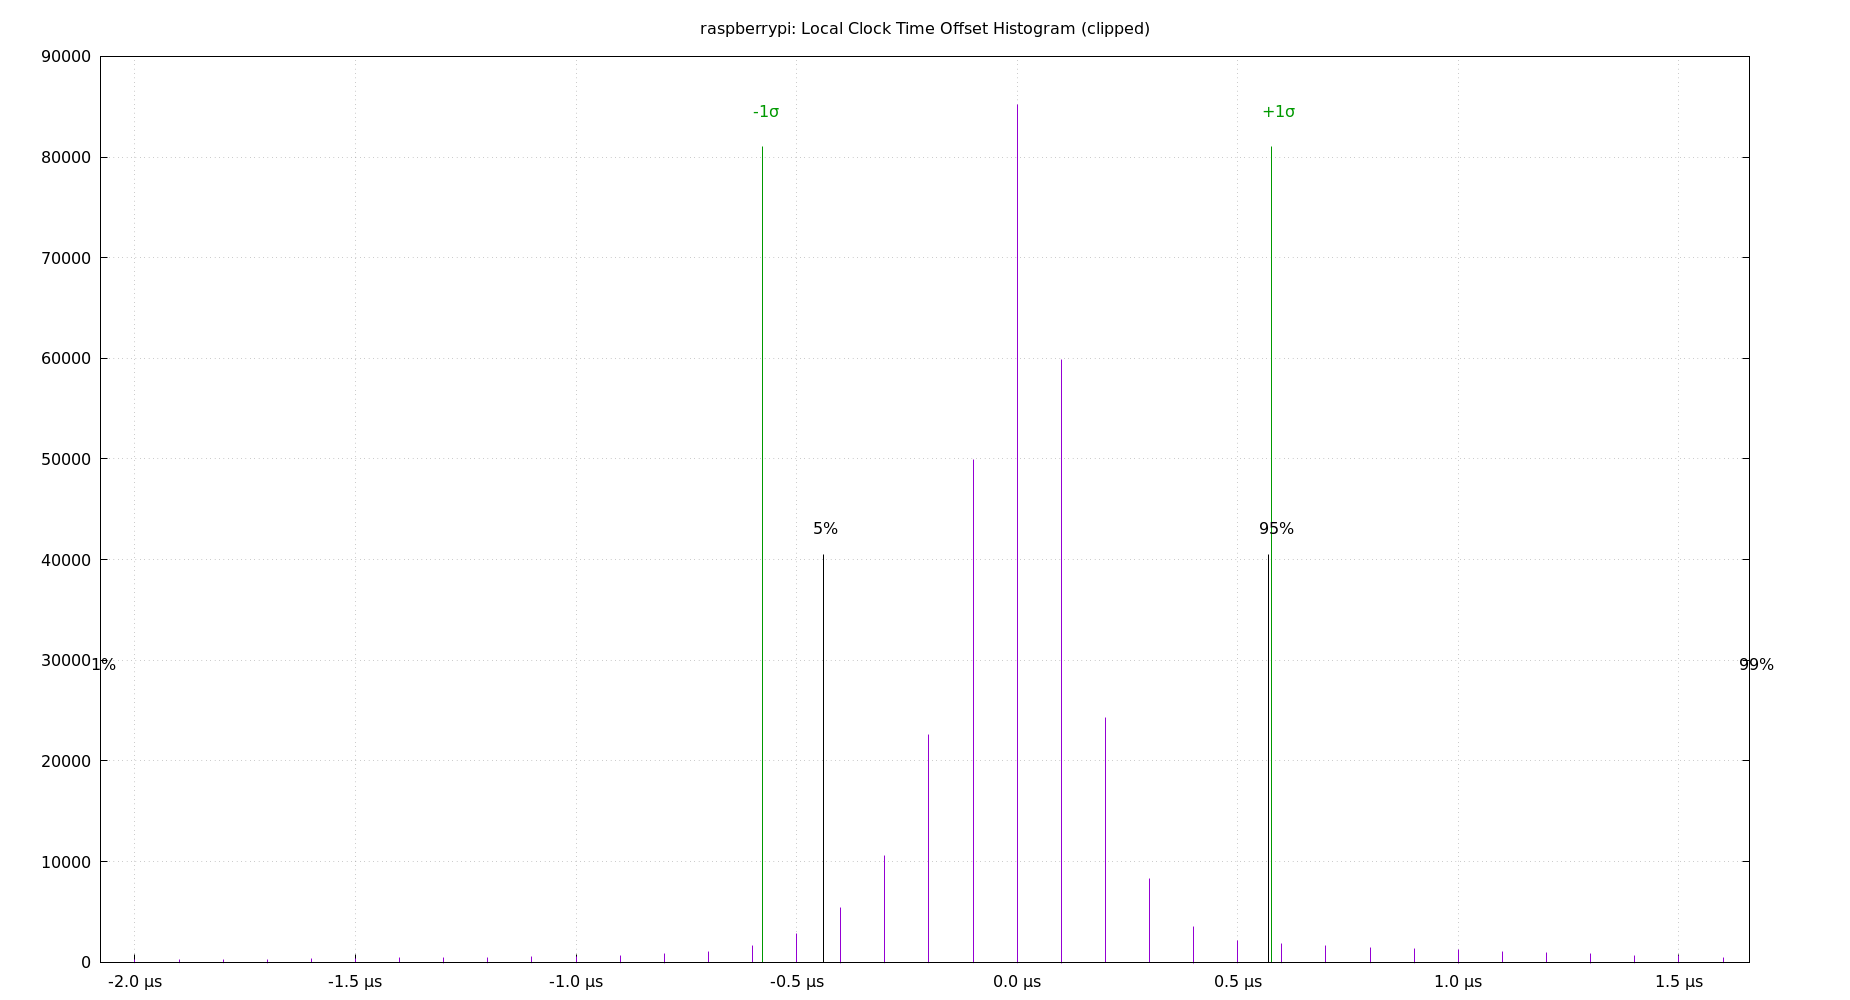 raspberrypi: Local Clock Time Offset Histogram (clipped)
90000
-1σ
+1σ
80000
70000
60000
50000
5%
95%
40000
30000
1%
99%
20000
10000
0
-2.0 µs
-1.5 µs
-1.0 µs
-0.5 µs
0.0 µs
0.5 µs
1.0 µs
1.5 µs